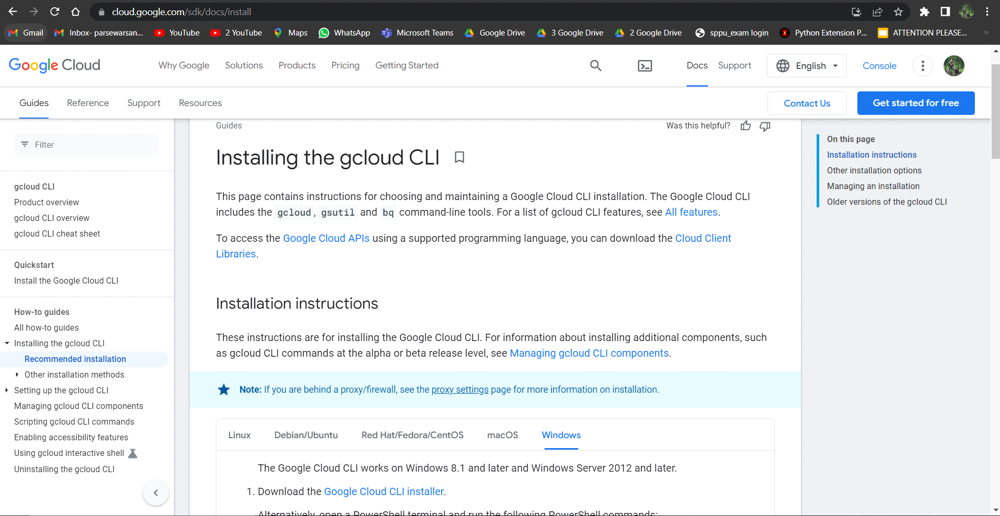 cloud.google.com/sdk/docs/install
Gmail Inbox- parsewarsan... YouTube 2 YouTube Maps WhatsApp Microsoft Teams Google Drive 3 Google Drive 2 Google Drive sppu_exam login Python Extension P... ATTENTION PLEASE... »
Google Cloud Why Google Solutions Products Pricing Getting Started Docs Support English Console
Guides Reference Support Resources Contact Us Get started for free
Filter
gcloud CLI
Product overview
gcloud CLI overview
gcloud CLI cheat sheet
Quickstart
Install the Google Cloud CLI
How-to guides
All how-to guides
Installing the gcloud CLI
Recommended installation
Other installation methods
Setting up the gcloud CLI
Managing gcloud CLI components
Scripting gcloud CLI commands
Enabling accessibility features
Using gcloud interactive shell
Uninstalling the gcloud CLI
Guides Was this helpful?
Installing the gcloud CLI
This page contains instructions for choosing and maintaining a Google Cloud CLI installation. The Google Cloud CLI
includes the gcloud, gsutil and bq command-line tools. For a list of gcloud CLI features, see All features.
To access the Google Cloud APIs using a supported programming language, you can download the Cloud Client
Libraries.
Installation instructions
These instructions are for installing the Google Cloud CLI. For information about installing additional components, such
as gcloud CLI commands at the alpha or beta release level, see Managing gcloud CLI components.
Note: If you are behind a proxy/firewall, see the proxy settings page for more information on installation.
Linux Debian/Ubuntu Red Hat/Fedora/CentOS macOS Windows
The Google Cloud CLI works on Windows 8.1 and later and Windows Server 2012 and later.
1. Download the Google Cloud CLI installer.
Alternatively, open a PowerShell terminal and run the following PowerShell commands:
On this page
Installation instructions
Other installation options
Managing an installation
Older versions of the gcloud CLI